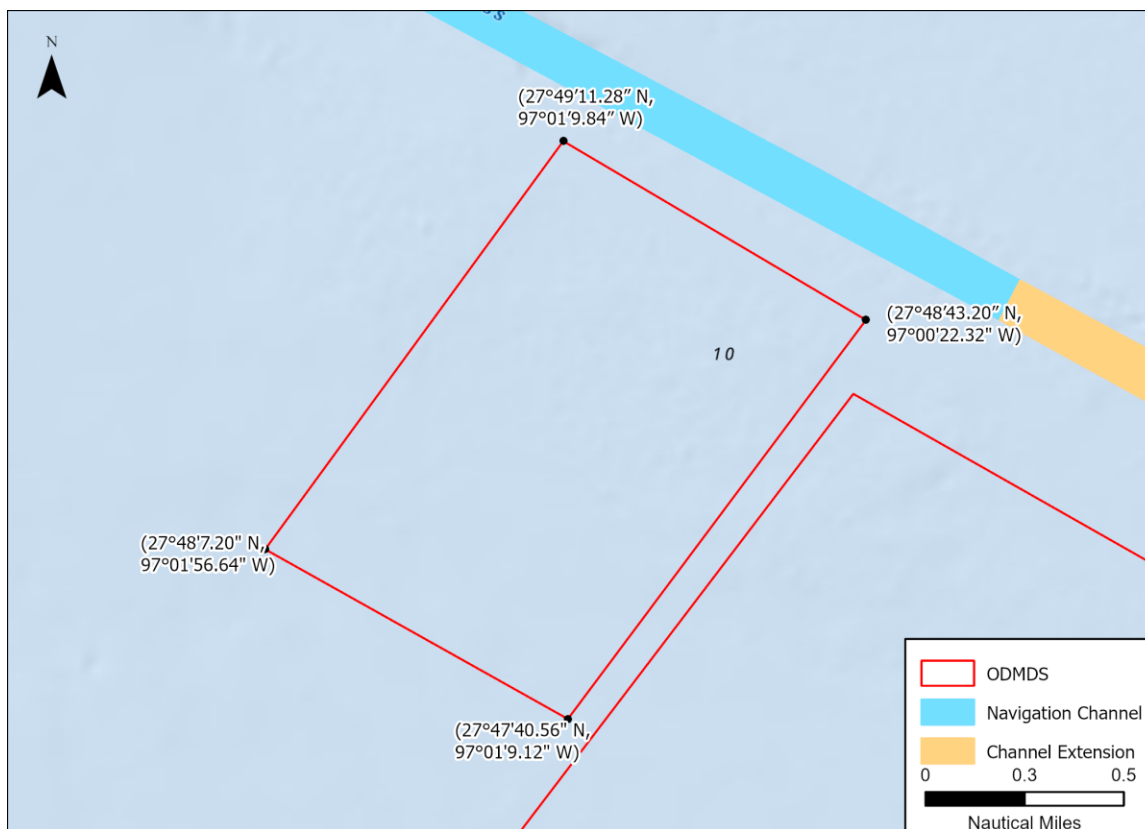 N
(27°49’11.28” N,
97°01’9.84” W)
(27°48’43.20” N,
97°00’22.32" W)
10
(27°48'7.20" N,
97°01'56.64" W)
(27°47'40.56" N,
97°01'9.12" W)
ODMDS
Navigation Channel
Channel Extension
0 0.3 0.5
Nautical Miles